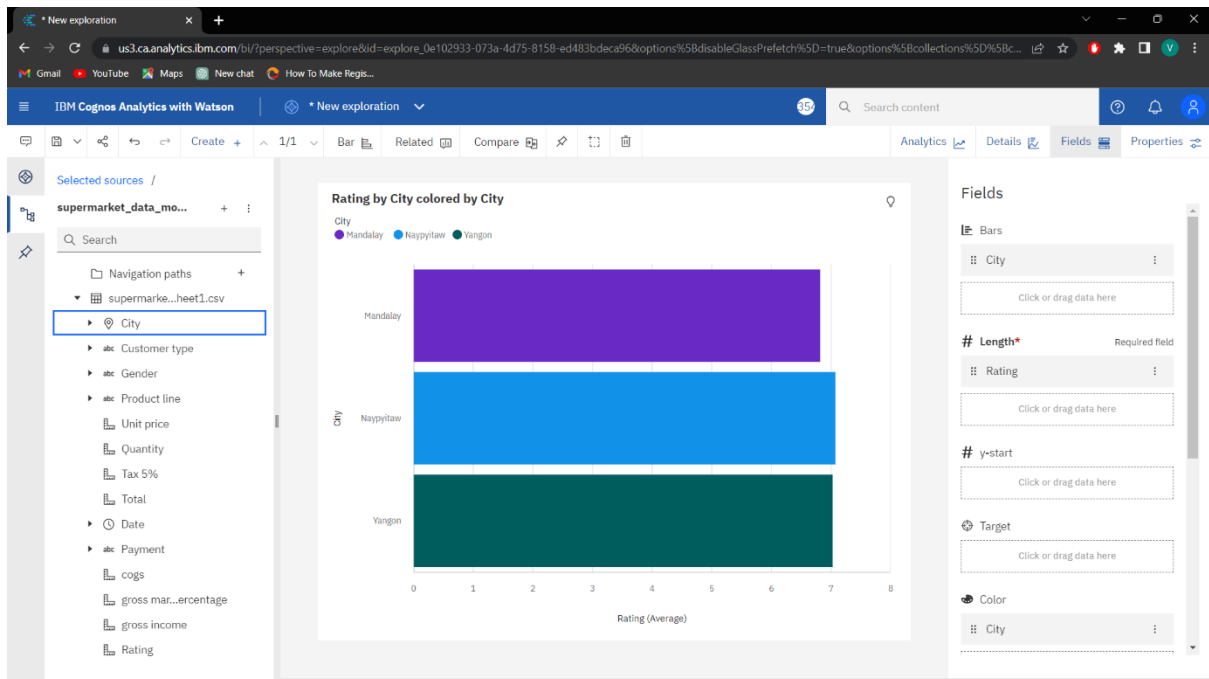 * New exploration
us3.ca.analytics.ibm.com/bi/?perspective=explore&id=explore_0e102933-073a-4d75-8158-ed483bdeca96&options%5BdisableGlassPrefetch%5D=true&options%5Bcollections%5D%5Bc...
V
Gmail YouTube Maps New chat How To Make Regis...
IBM Cognos Analytics with Watson * New exploration Search content
Create + 1/1 Bar Related Compare Analytics Details Fields Properties
Selected sources /
supermarket_data_mo...
Search
Navigation paths
supermarke...heet1.csv
City
abc Customer type
abc Gender
abc Product line
Unit price
Quantity
Tax 5%
Total
Date
abc Payment
cogs
gross mar...ercentage
gross income
Rating
Rating by City colored by City
City
Mandalay Naypyitaw Yangon
City
Mandalay
Naypyitaw
Yangon
0 1 2 3 4 5 6 7 8
Rating (Average)
Fields
Bars
City
Click or drag data here
# Length* Required field
Rating
Click or drag data here
# y-start
Click or drag data here
Target
Click or drag data here
Color
City